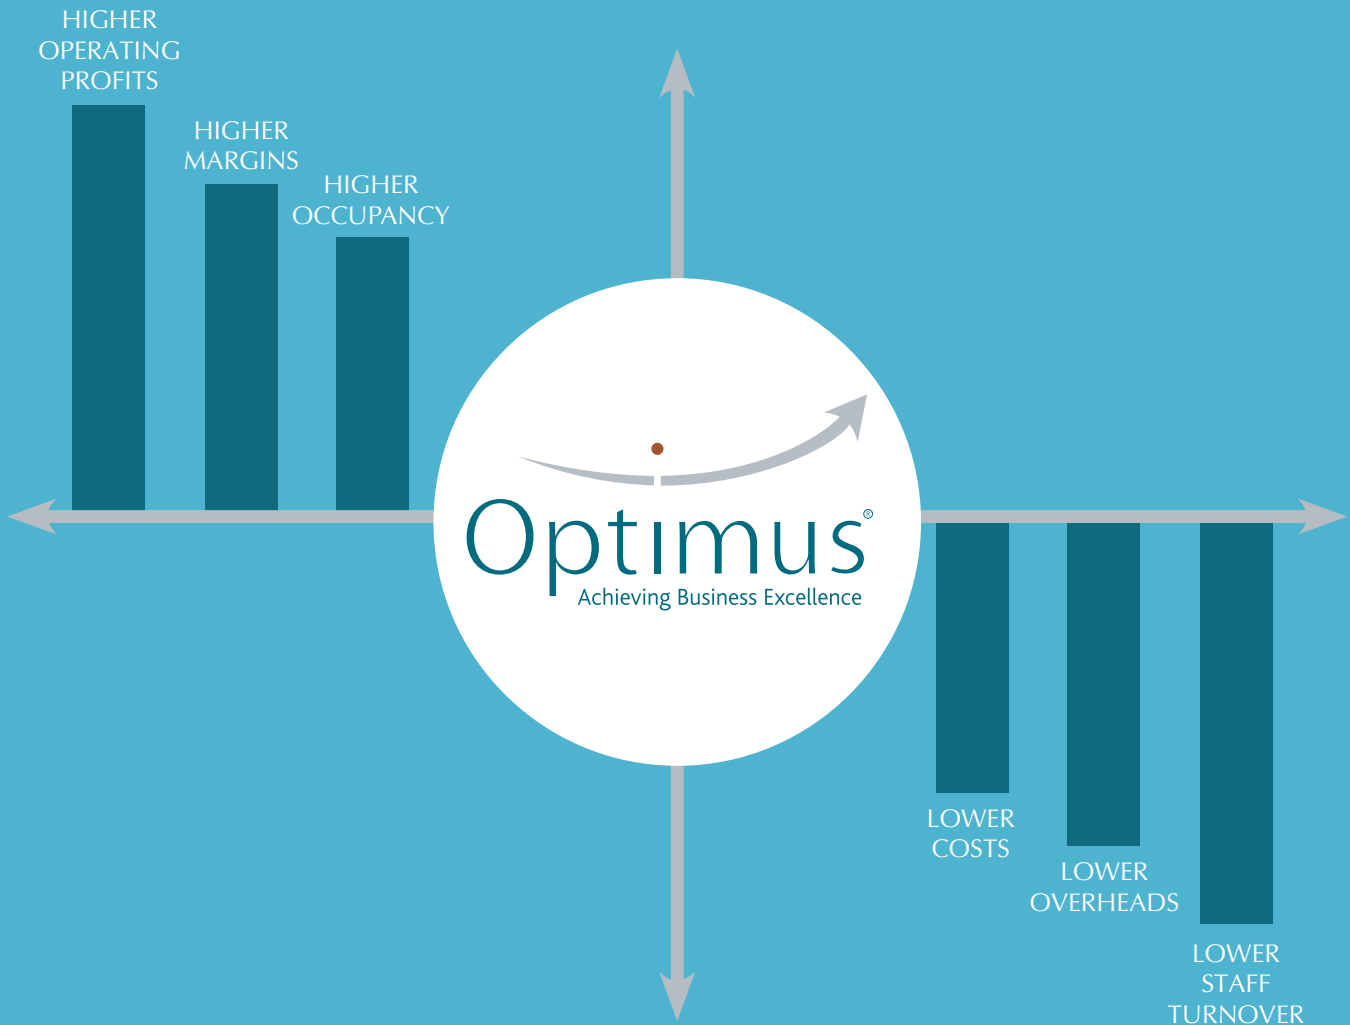 HIGHER
OPERATING
PROFITS
HIGHER
MARGINS
HIGHER
OCCUPANCY
Optimus®
Achieving Business Excellence
LOWER
COSTS
LOWER
OVERHEADS
LOWER
STAFF
TURNOVER